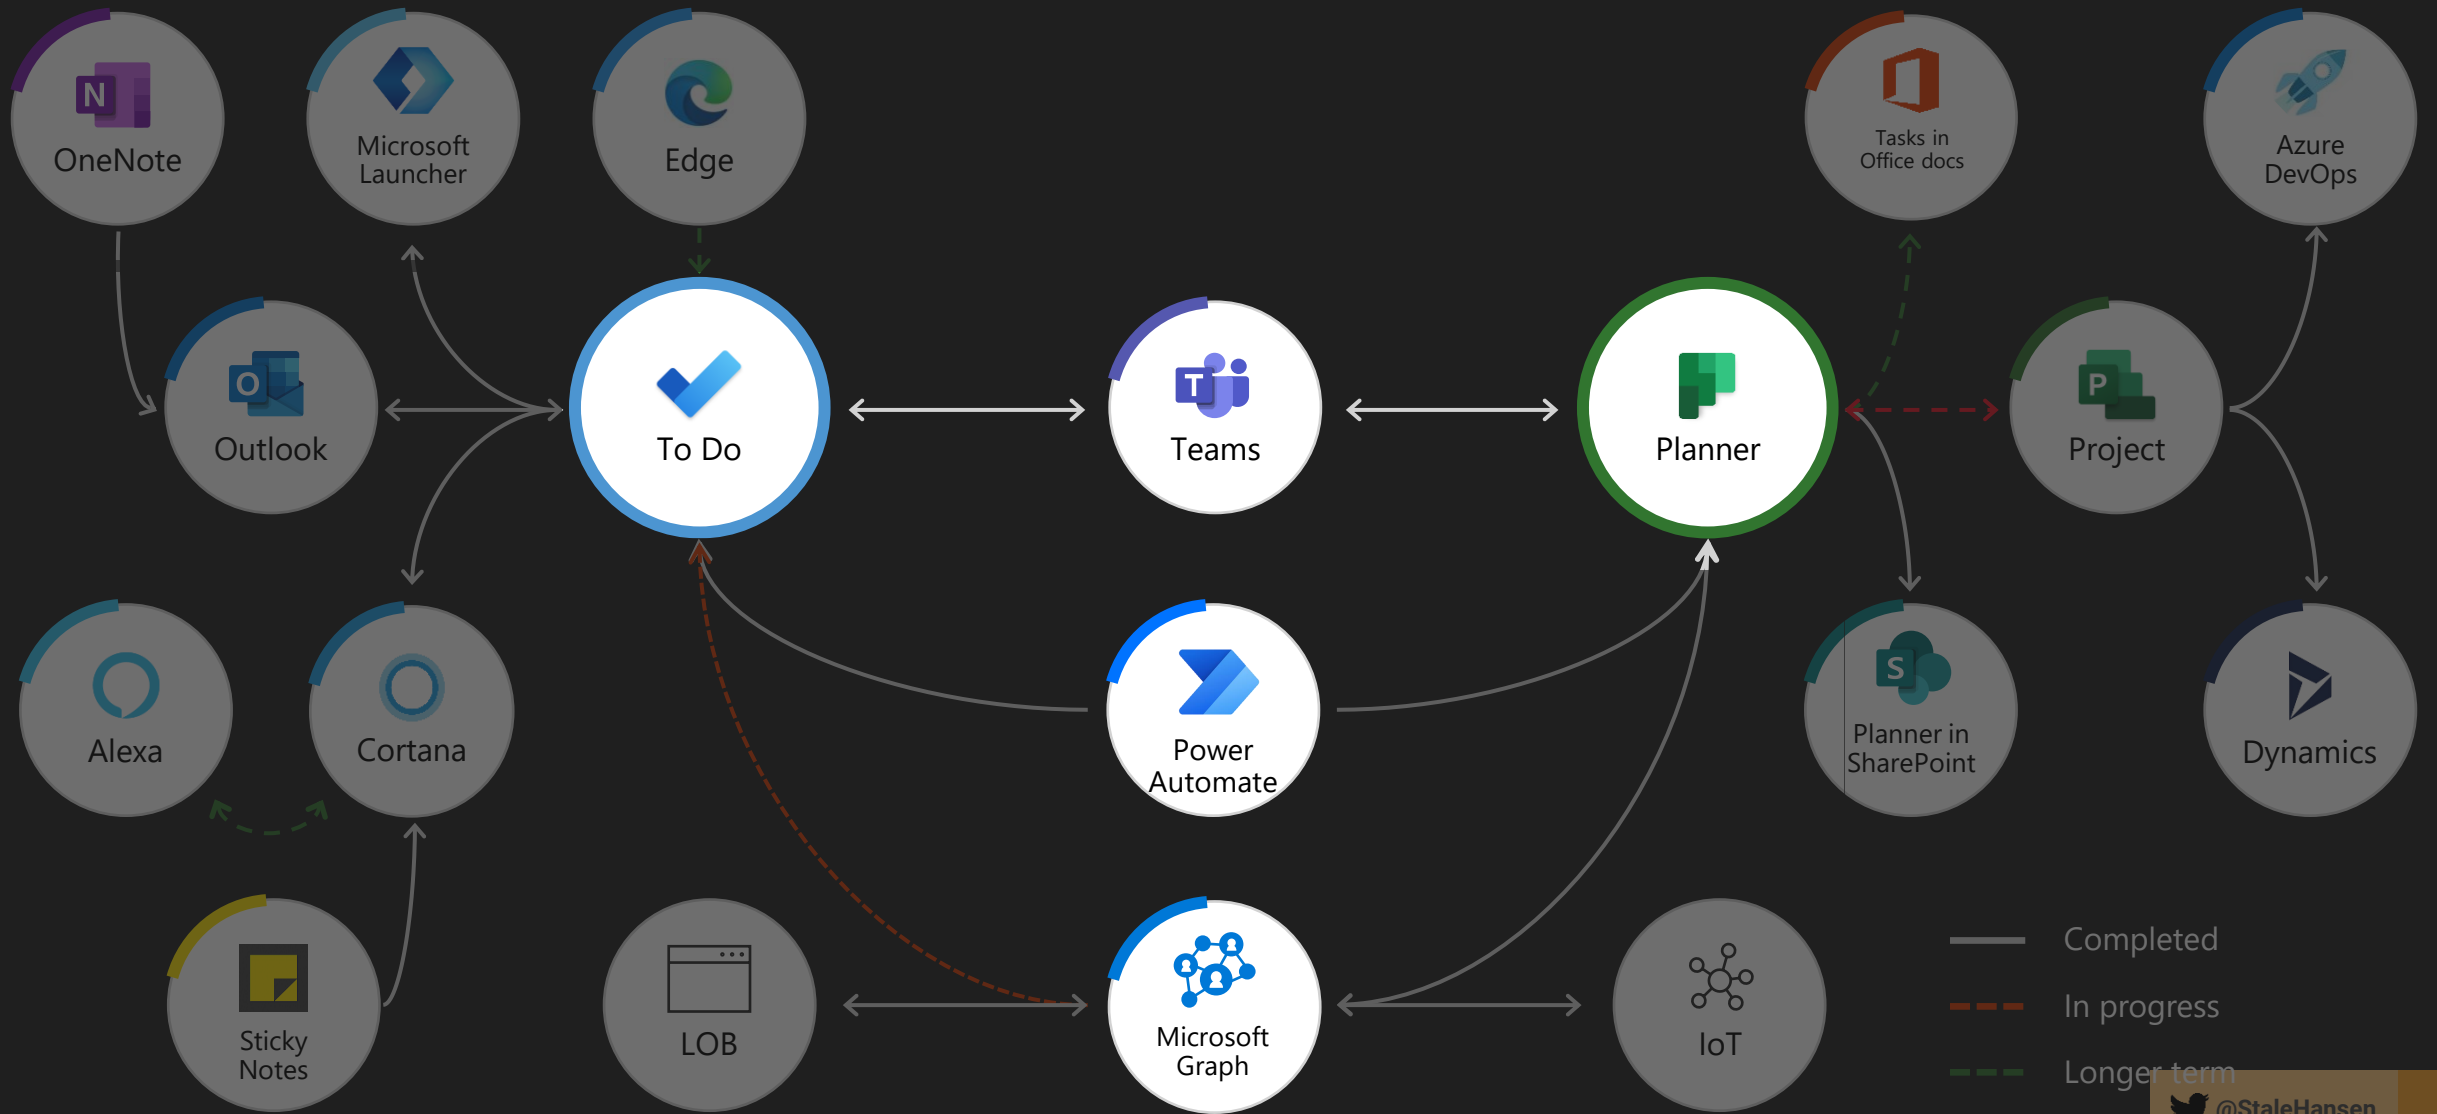 N
OneNote
Microsoft
Launcher
Edge
Tasks in
Office docs
Azure
DevOps
O
Outlook
To Do
T
Teams
Planner
P
Project
Alexa
Cortana
Power
Automate
S
Planner in
SharePoint
Dynamics
Sticky
Notes
LOB
Microsoft
Graph
IoT
Completed
In progress
Longer term
@StaleHansen